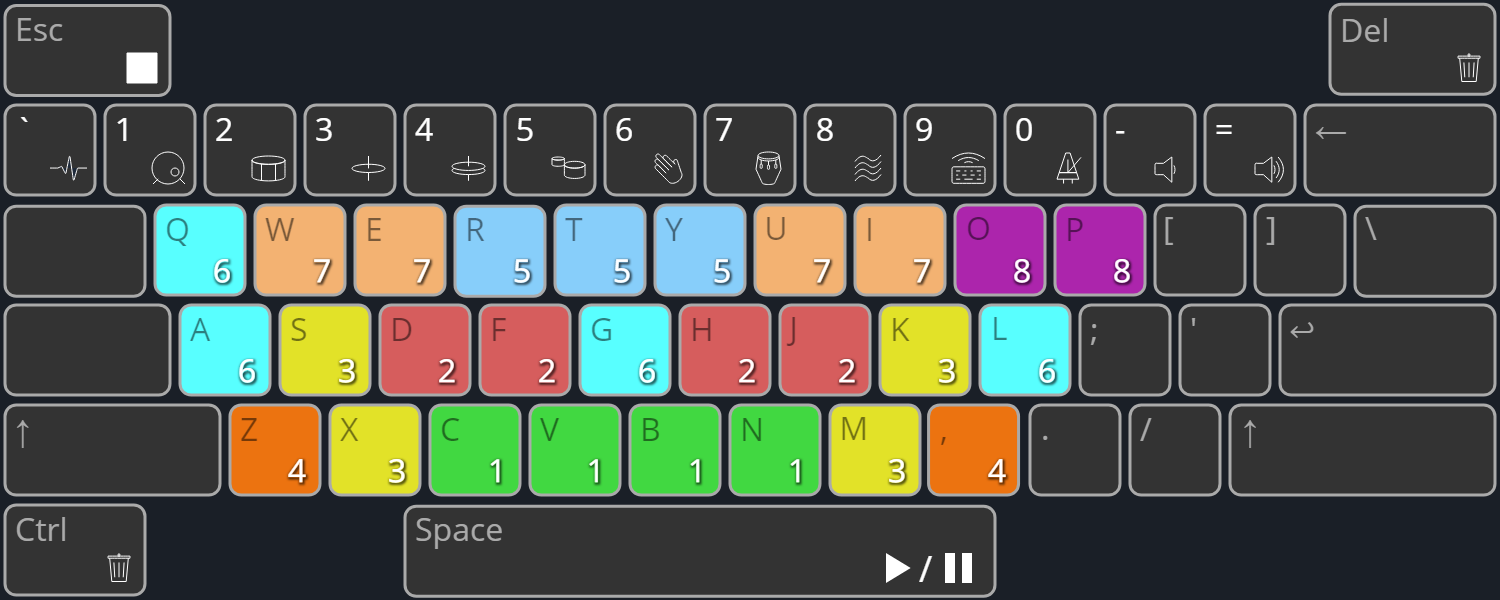 Esc Del
` 1 2 3 4 5 6 7 8 9 0 - = ←
Q W E R T Y U I O P [ ] \
6 7 7 5 5 5 7 7 8 8
A S D F G H J K L ; ' ↩
6 3 2 2 6 2 2 3 6
↑ Z X C V B N M , . / ↑
4 3 1 1 1 1 3 4
Ctrl Space
/